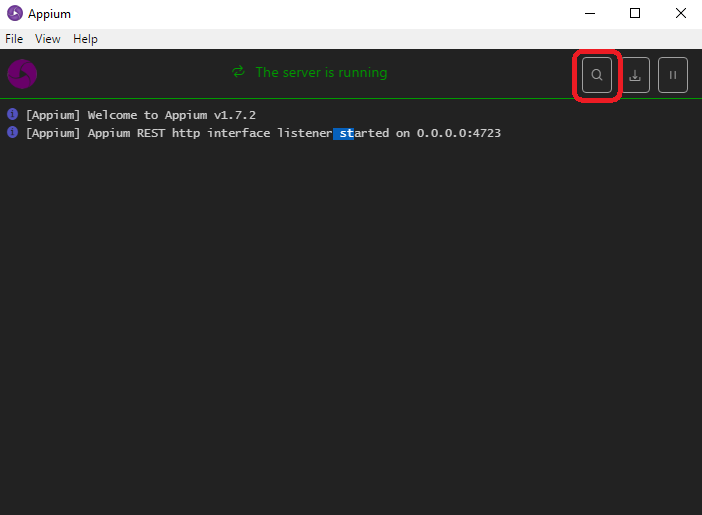 Appium
File View Help
The server is running
[Appium] Welcome to Appium v1.7.2
[Appium] Appium REST http interface listener started on 0.0.0.0:4723